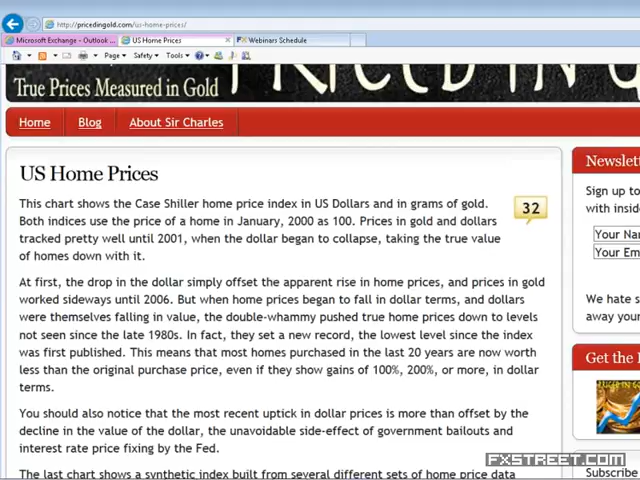 http://pricedingold.com/us-home-prices/
Microsoft Exchange - Outlook ...
US Home Prices
Webinars Schedule
Page
Safety
Tools
PRICED IN G
True Prices Measured in Gold
Home
Blog
About Sir Charles
US Home Prices
This chart shows the Case Shiller home price index in US Dollars and in grams of gold.
Both indices use the price of a home in January, 2000 as 100. Prices in gold and dollars
tracked pretty well until 2001, when the dollar began to collapse, taking the true value
of homes down with it.
32
At first, the drop in the dollar simply offset the apparent rise in home prices, and prices in gold
worked sideways until 2006. But when home prices began to fall in dollar terms, and dollars
were themselves falling in value, the double-whammy pushed true home prices down to levels
not seen since the late 1980s. In fact, they set a new record, the lowest level since the index
was first published. This means that most homes purchased in the last 20 years are now worth
less than the original purchase price, even if they show gains of 100%, 200%, or more, in dollar
terms.
You should also notice that the most recent uptick in dollar prices is more than offset by the
decline in the value of the dollar, the unavoidable side-effect of government bailouts and
interest rate price fixing by the Fed.
The last chart shows a synthetic index built from several different sets of home price data
Newslett
Sign up to
with insid
Your Na
Your Em
We hate s
away your
Get the
Subscribe
FXSTREET.COM